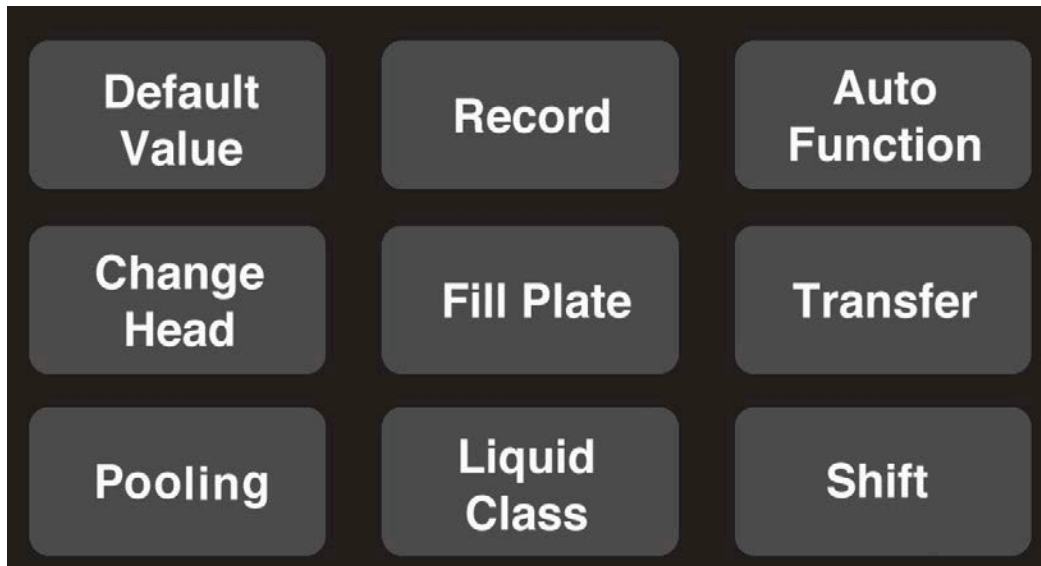 Default
Value
Record
Auto
Function
Change
Head
Fill Plate
Transfer
Pooling
Liquid
Class
Shift